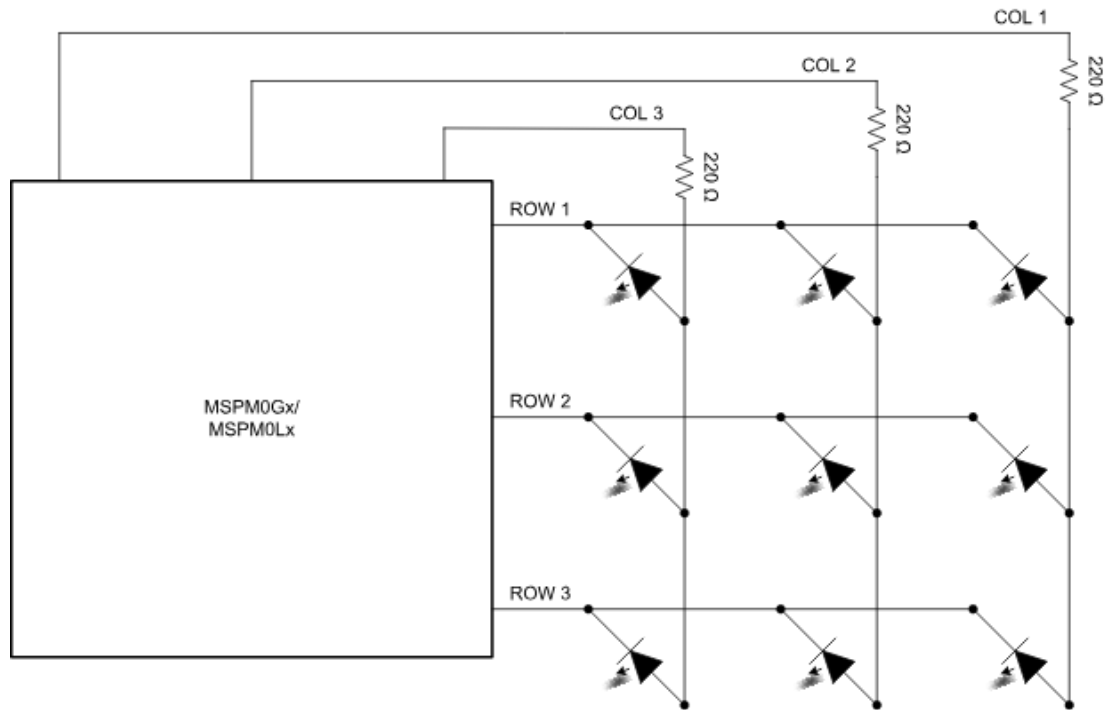 COL 1
220 Ω
COL 2
220 Ω
COL 3
220 Ω
ROW 1
ROW 2
MSPM0Gx/
MSPM0Lx
ROW 3